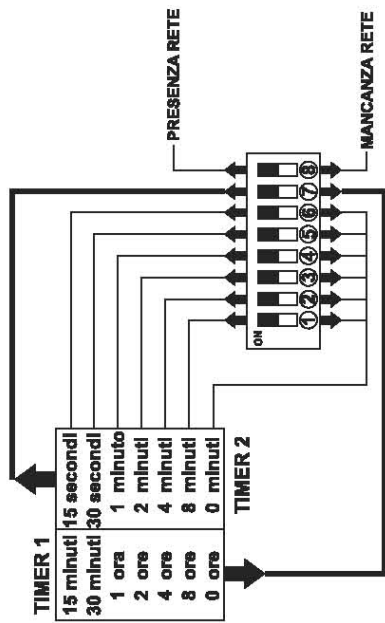 PRESENZA RETE
TIMER 1
15 minuti 15 secondi
30 minuti 30 secondi
1 ora 1 minuto
2 ore 2 minuti
4 ore 4 minuti
8 ore 8 minuti
0 ore 0 minuti
TIMER 2
ON
1 2 3 4 5 6 7 8
MANCANZA RETE